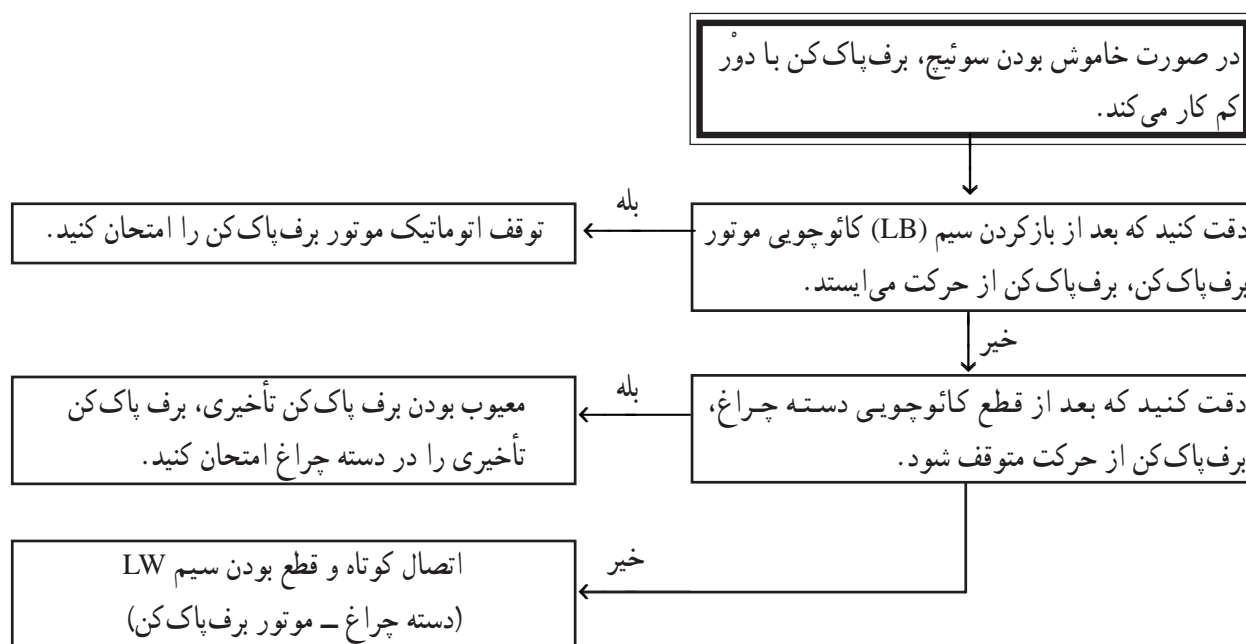 در صورت خاموش بودن سوئیچ، برف‌پاک‌کن با دوْر
کم کار می‌کند.
دقت کنید که بعد از بازکردن سیم (LB) کائوچویی موتور
برف‌پاک‌کن، برف‌پاک‌کن از حرکت می‌ایستد.
بله
توقف اتوماتیک موتور برف‌پاک‌کن را امتحان کنید.
خیر
دقت کنید که بعد از قطع کائوچویی دسته چراغ،
برف‌پاک‌کن از حرکت متوقف شود.
بله
معیوب بودن برف پاک‌کن تأخیری، برف پاک‌کن
تأخیری را در دسته چراغ امتحان کنید.
خیر
اتصال کوتاه و قطع بودن سیم LW
(دسته چراغ ــ موتور برف‌پاک‌کن)